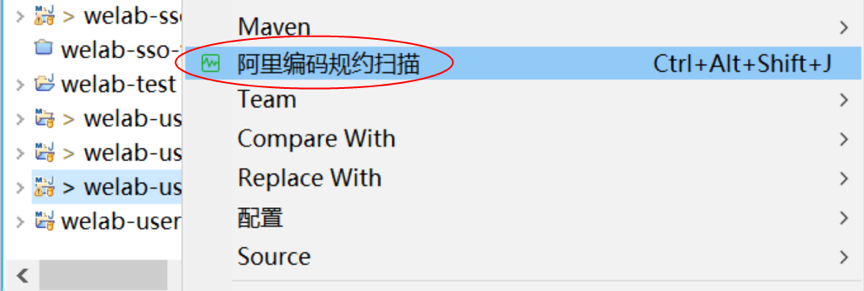 > welab-sso
welab-sso-
welab-test
> welab-us
> welab-us
> welab-us
welab-user
Maven
阿里编码规约扫描 Ctrl+Alt+Shift+J
Team
Compare With
Replace With
配置
Source